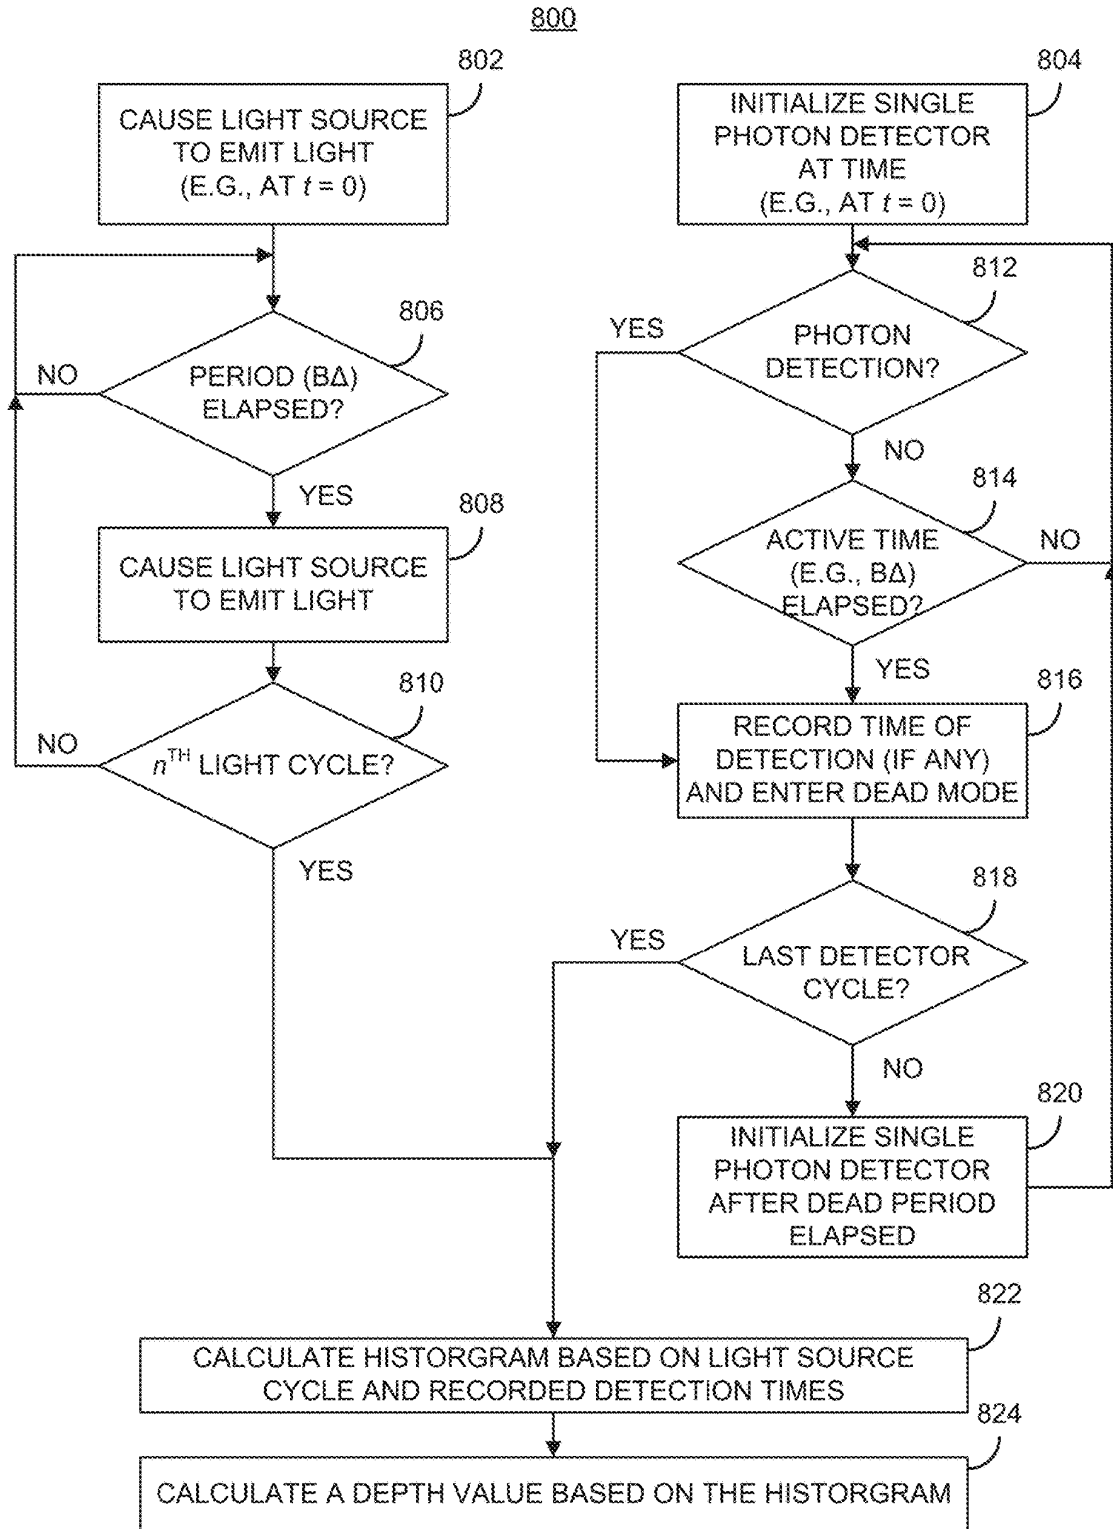 800
802
CAUSE LIGHT SOURCE
TO EMIT LIGHT
(E.G., AT t = 0)
804
INITIALIZE SINGLE
PHOTON DETECTOR
AT TIME
(E.G., AT t = 0)
806
PERIOD (BΔ)
ELAPSED?
NO
YES
808
CAUSE LIGHT SOURCE
TO EMIT LIGHT
810
nTH LIGHT CYCLE?
NO
YES
812
PHOTON
DETECTION?
YES
NO
814
ACTIVE TIME
(E.G., BΔ)
ELAPSED?
NO
YES
816
RECORD TIME OF
DETECTION (IF ANY)
AND ENTER DEAD MODE
818
LAST DETECTOR
CYCLE?
YES
NO
820
INITIALIZE SINGLE
PHOTON DETECTOR
AFTER DEAD PERIOD
ELAPSED
822
CALCULATE HISTORGRAM BASED ON LIGHT SOURCE
CYCLE AND RECORDED DETECTION TIMES
824
CALCULATE A DEPTH VALUE BASED ON THE HISTORGRAM